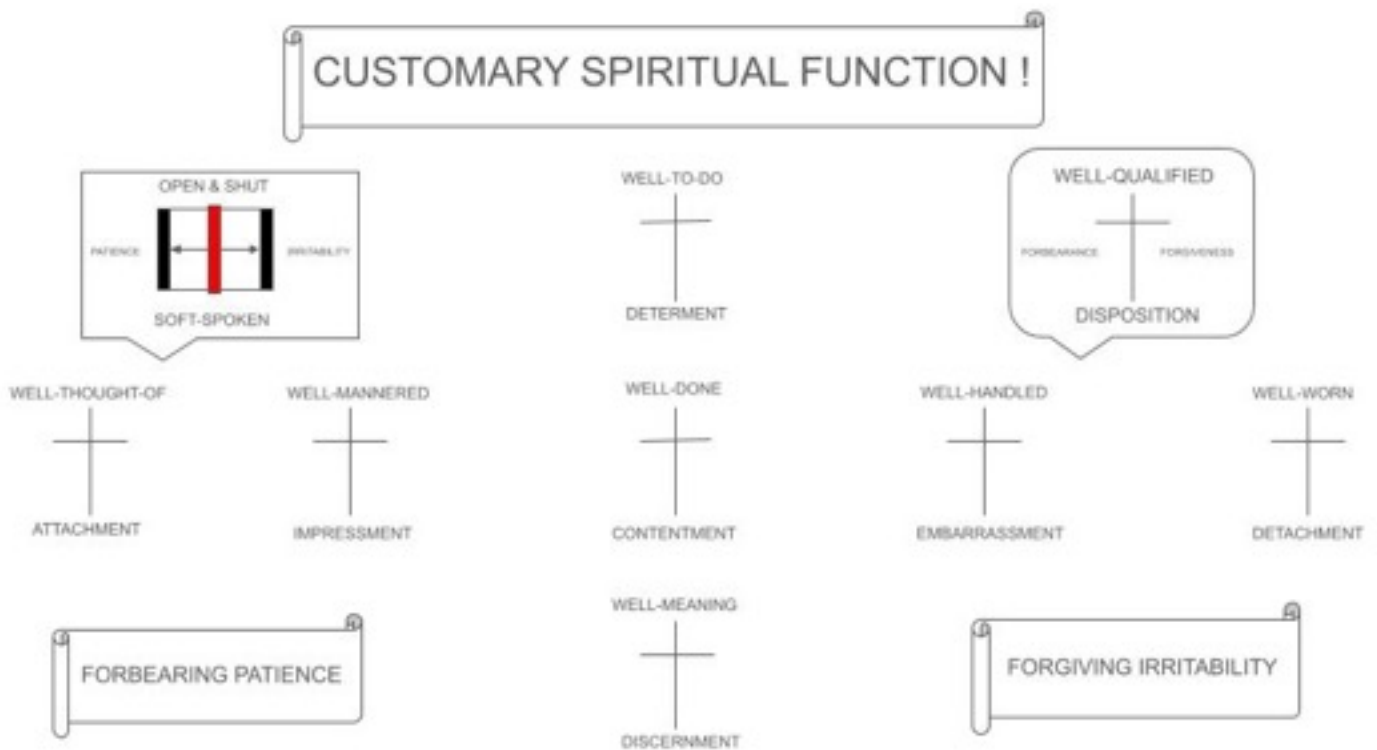 CUSTOMARY SPIRITUAL FUNCTION !
OPEN & SHUT
PATIENCE
IRRITABILITY
SOFT-SPOKEN
WELL-TO-DO
DETERMENT
WELL-QUALIFIED
FORBEARANCE
FORGIVENESS
DISPOSITION
WELL-THOUGHT-OF
ATTACHMENT
WELL-MANNERED
IMPRESSMENT
WELL-DONE
CONTENTMENT
WELL-HANDLED
EMBARRASSMENT
WELL-WORN
DETACHMENT
FORBEARING PATIENCE
WELL-MEANING
DISCERNMENT
FORGIVING IRRITABILITY